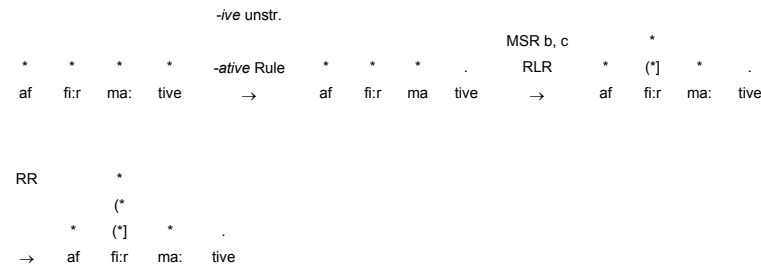 -ive unstr.
MSR b, c *
* * * * -ative Rule * * * . RLR * (*] * .
af fi:r ma: tive → af fi:r ma tive → af fi:r ma: tive
RR *
(*
* (*] * .
→ af fi:r ma: tive